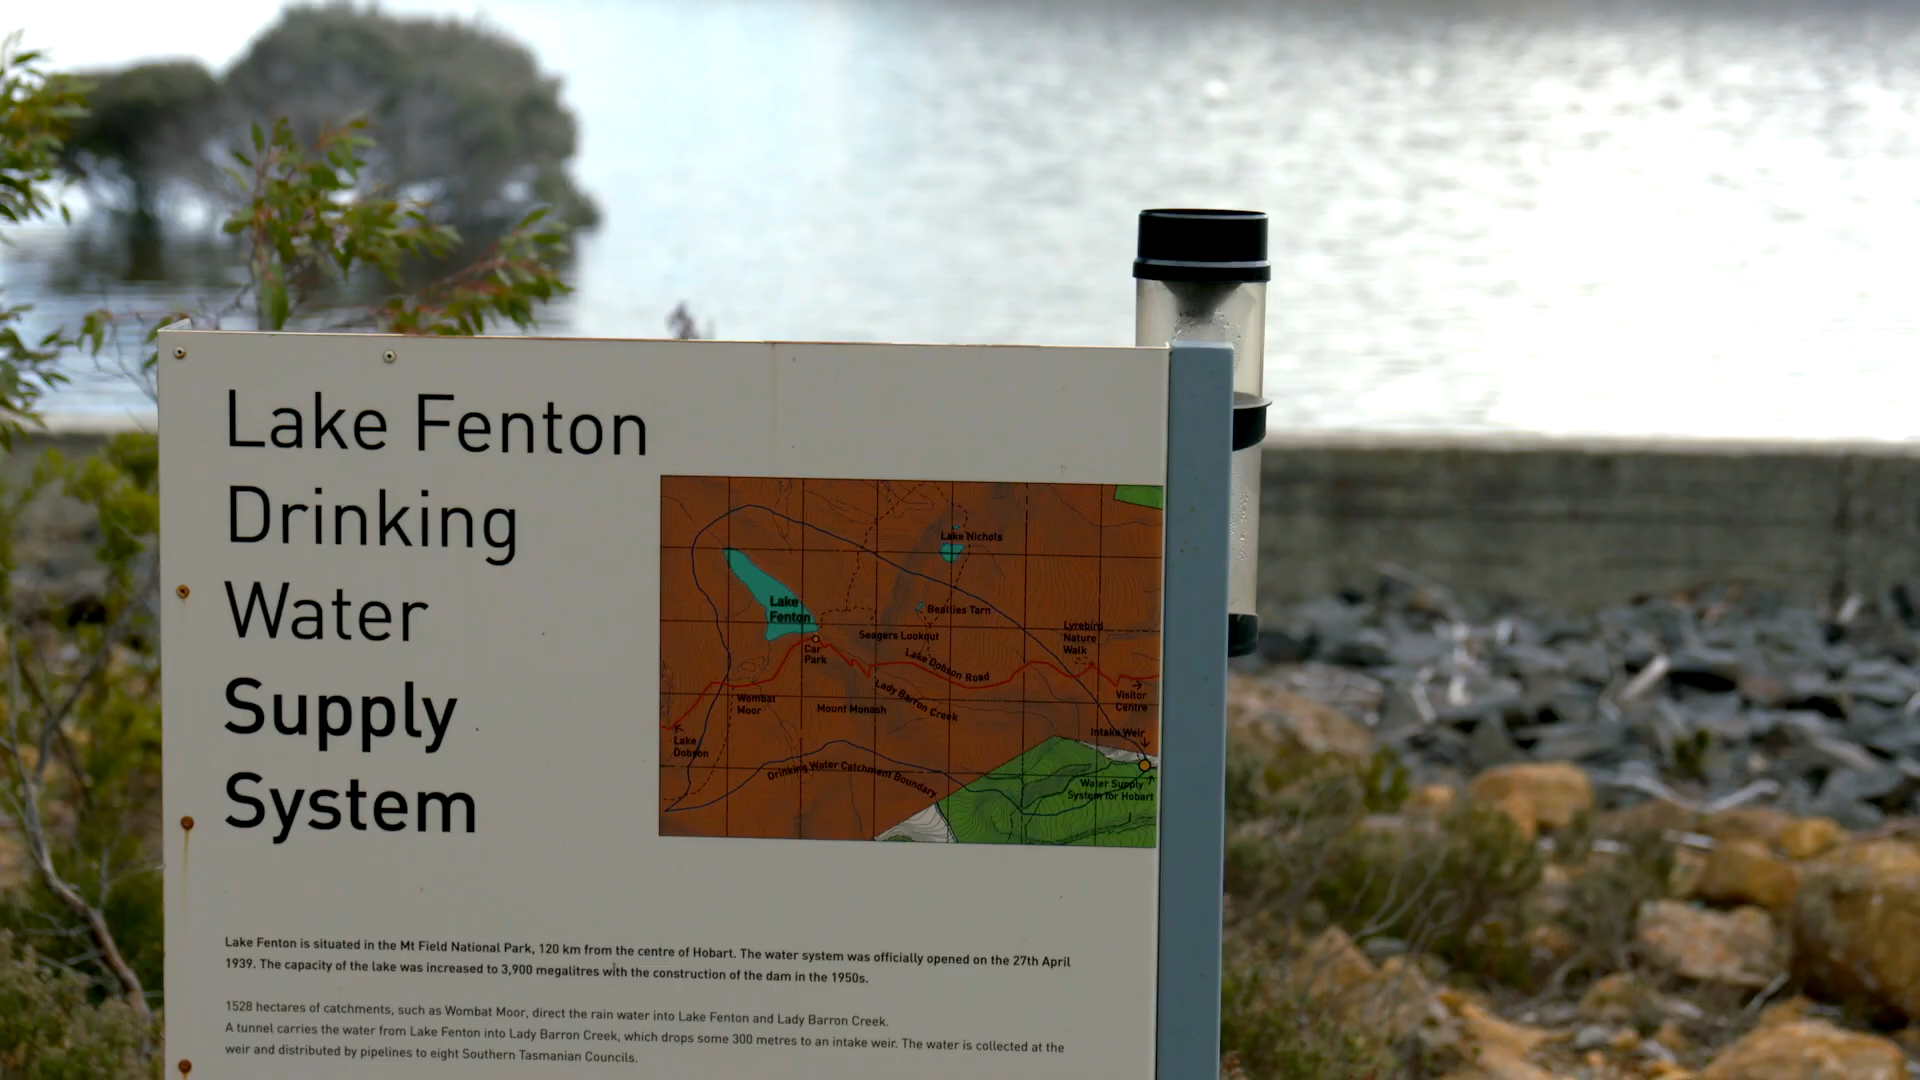 Lake Fenton
Drinking
Water
Supply
System
Lake Nichols
Lake
Fenton
Beatties Tarn
Seagers Lookout
Lyrebird
Nature
Walk
Car
Park
Lake Dobson Road
Lady Barron Creek
Wombat
Moor
Mount Monash
Visitor
Centre
Lake
Dobson
Intake Weir
Drinking Water Catchment Boundary
Water Supply
System for Hobart
Lake Fenton is situated in the Mt Field National Park, 120 km from the centre of Hobart. The water system was officially opened on the 27th April
1939. The capacity of the lake was increased to 3,900 megalitres with the construction of the dam in the 1950s.
1528 hectares of catchments, such as Wombat Moor, direct the rain water into Lake Fenton and Lady Barron Creek.
A tunnel carries the water from Lake Fenton into Lady Barron Creek, which drops some 300 metres to an intake weir. The water is collected at the
weir and distributed by pipelines to eight Southern Tasmanian Councils.